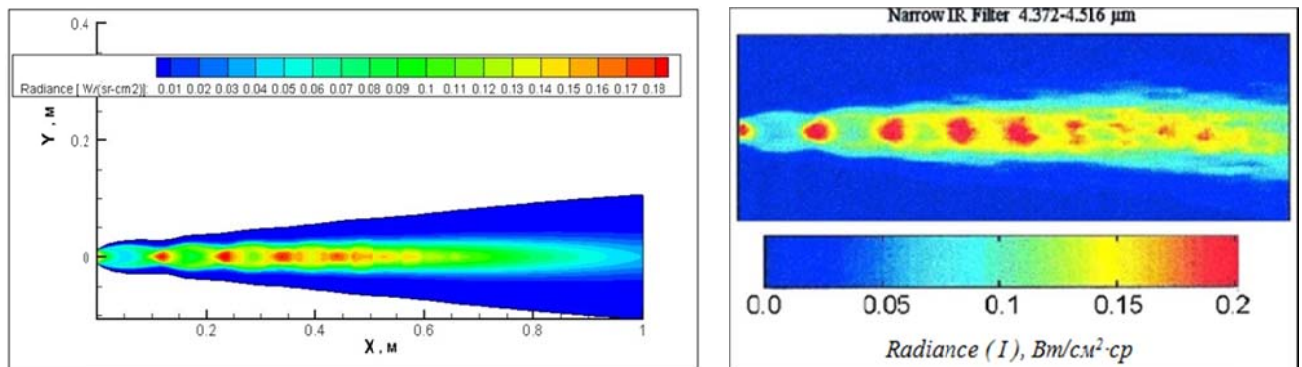 0.4
Radiance [ W/(sr-cm2)]: 0.01 0.02 0.03 0.04 0.05 0.06 0.07 0.08 0.09 0.1 0.11 0.12 0.13 0.14 0.15 0.16 0.17 0.18
Y , м
0.2
0
0.2 0.4 0.6 0.8 1
X , м
Narrow IR Filter 4.372-4.516 µm
0.0 0.05 0.1 0.15 0.2
Radiance ( I ), Вт/см²·ср